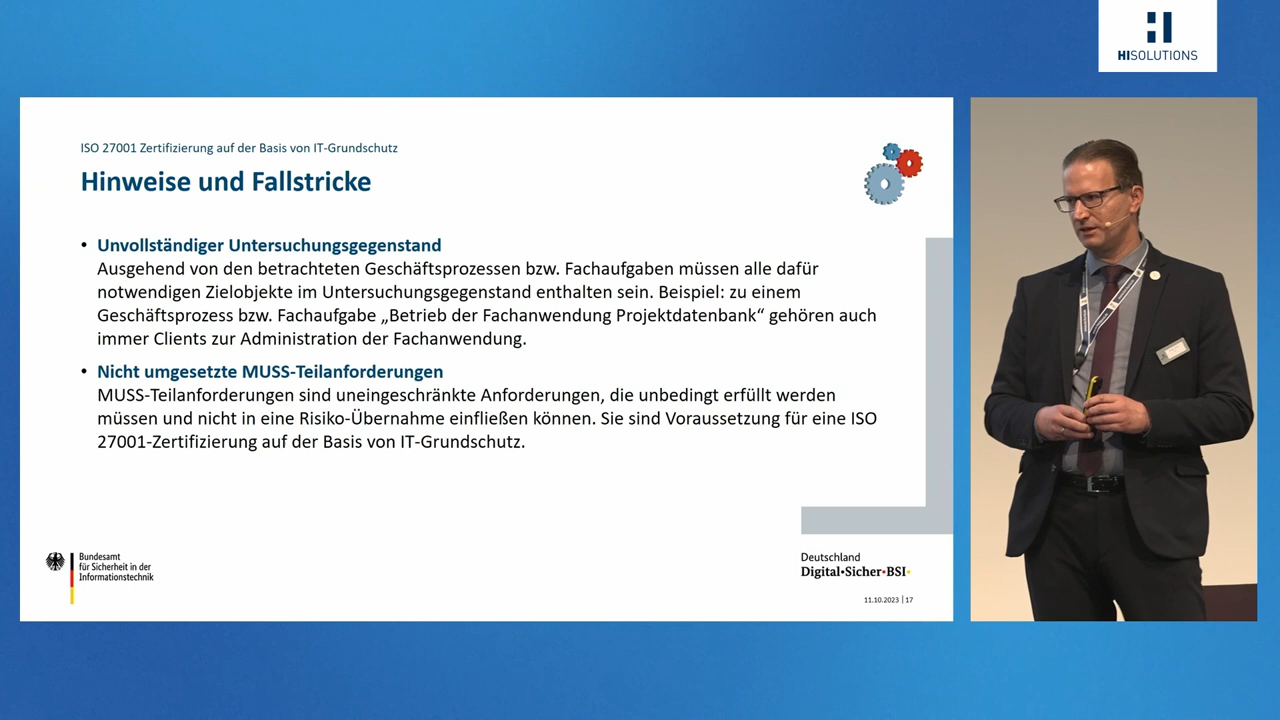 HISOLUTIONS
ISO 27001 Zertifizierung auf der Basis von IT-Grundschutz
Hinweise und Fallstricke
• Unvollständiger Untersuchungsgegenstand
Ausgehend von den betrachteten Geschäftsprozessen bzw. Fachaufgaben müssen alle dafür
notwendigen Zielobjekte im Untersuchungsgegenstand enthalten sein. Beispiel: zu einem
Geschäftsprozess bzw. Fachaufgabe „Betrieb der Fachanwendung Projektdatenbank“ gehören auch
immer Clients zur Administration der Fachanwendung.
• Nicht umgesetzte MUSS-Teilanforderungen
MUSS-Teilanforderungen sind uneingeschränkte Anforderungen, die unbedingt erfüllt werden
müssen und nicht in eine Risiko-Übernahme einfließen können. Sie sind Voraussetzung für eine ISO
27001-Zertifizierung auf der Basis von IT-Grundschutz.
Bundesamt
für Sicherheit in der
Informationstechnik
Deutschland
Digital•Sicher•BSI•
11.10.2023 | 17